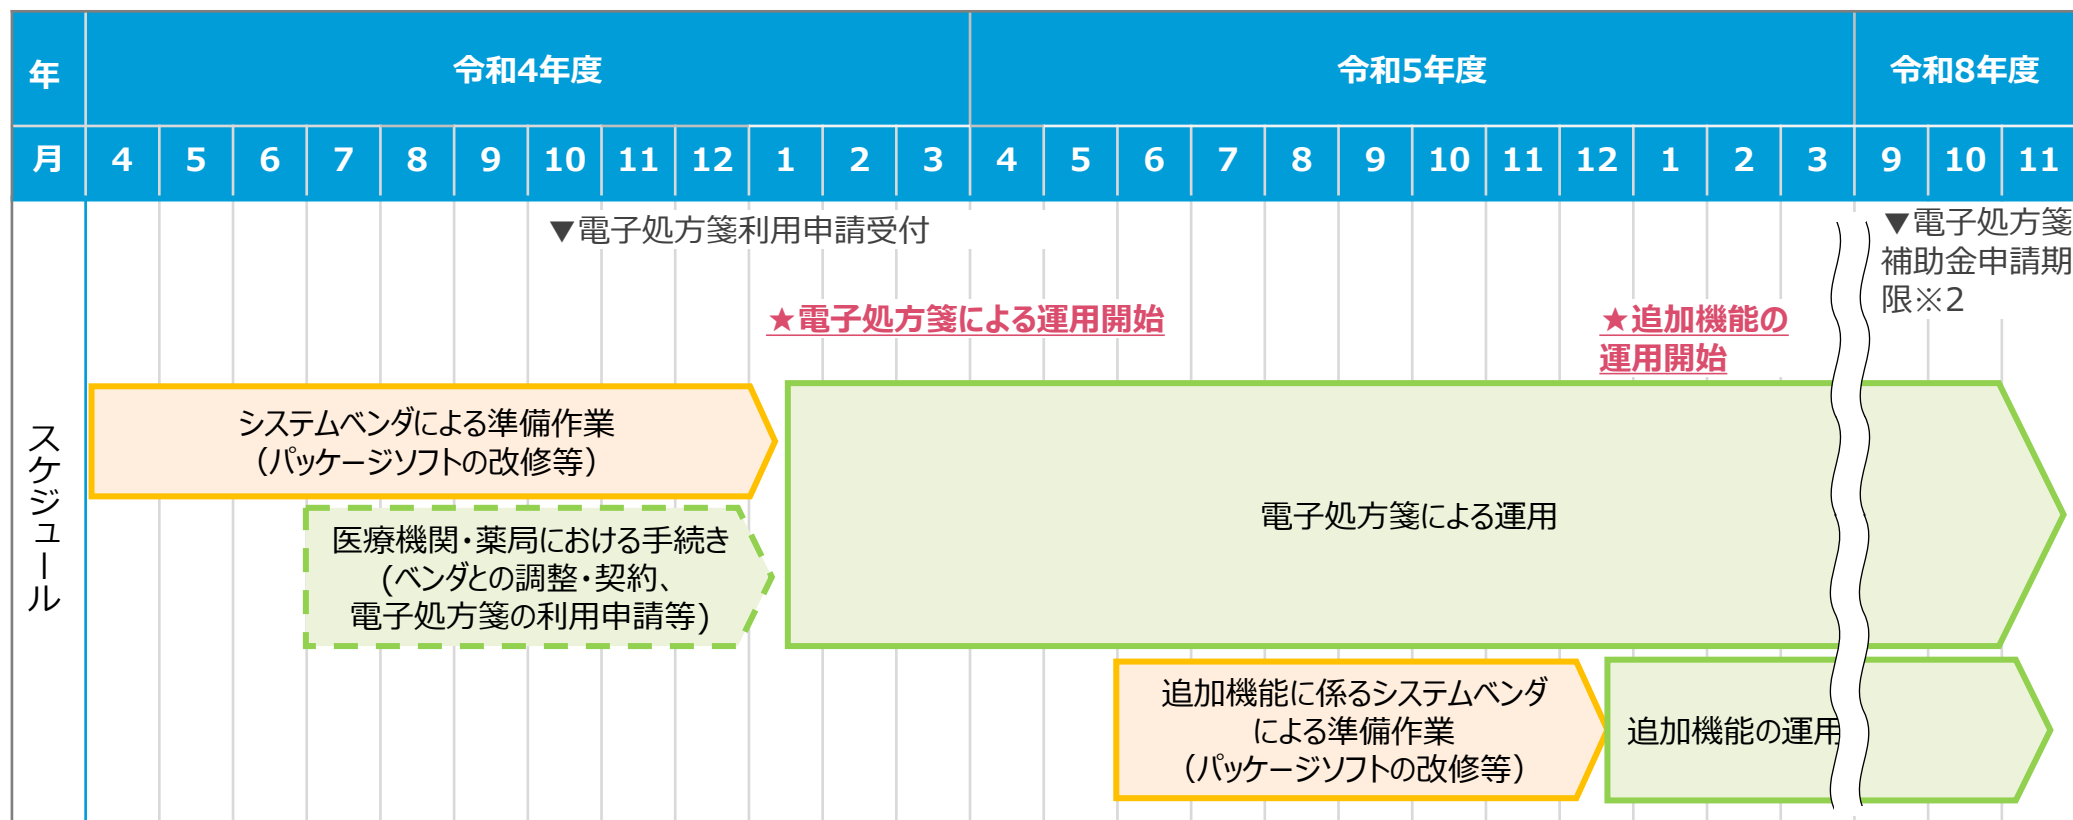 年 令和4年度 令和5年度 令和8年度
月 4 5 6 7 8 9 10 11 12 1 2 3 4 5 6 7 8 9 10 11 12 1 2 3 9 10 11
スケジュール
▼電子処方箋利用申請受付
▼電子処方箋
補助金申請期
限※2
★電子処方箋による運用開始
★追加機能の
運用開始
システムベンダによる準備作業
（パッケージソフトの改修等）
医療機関・薬局における手続き
(ベンダとの調整・契約、
電子処方箋の利用申請等)
電子処方箋による運用
追加機能に係るシステムベンダ
による準備作業
（パッケージソフトの改修等）
追加機能の運用